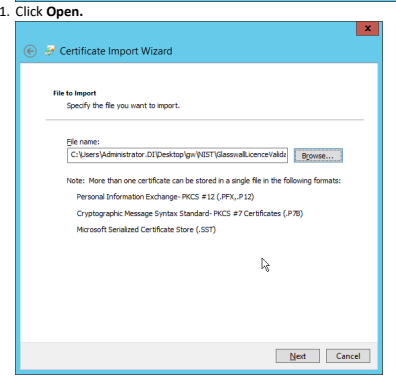 1. Click Open.
x
Certificate Import Wizard
File to Import
Specify the file you want to import.
File name:
C:\Users\Administrator.DI\Desktop\gw\NIST\GlasswallLicenceValida
Browse...
Note: More than one certificate can be stored in a single file in the following formats:
Personal Information Exchange- PKCS #12 (.PFX,.P12)
Cryptographic Message Syntax Standard- PKCS #7 Certificates (.P7B)
Microsoft Serialized Certificate Store (.SST)
Next Cancel